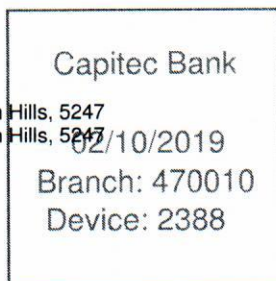 Capitec Bank
Hills, 5247
Hills, 5247
02/10/2019
Branch: 470010
Device: 2388